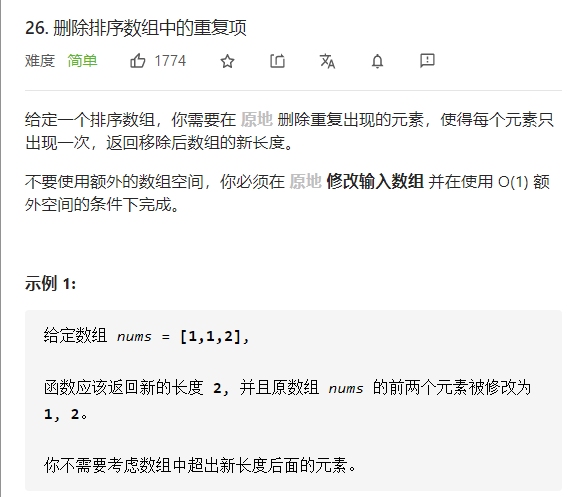 26. 删除排序数组中的重复项
难度 简单 1774
给定一个排序数组，你需要在 原地 删除重复出现的元素，使得每个元素只
出现一次，返回移除后数组的新长度。
不要使用额外的数组空间，你必须在 原地 修改输入数组 并在使用 O(1) 额
外空间的条件下完成。
示例 1:
给定数组 nums = [1,1,2],
函数应该返回新的长度 2, 并且原数组 nums 的前两个元素被修改为
1, 2。
你不需要考虑数组中超出新长度后面的元素。